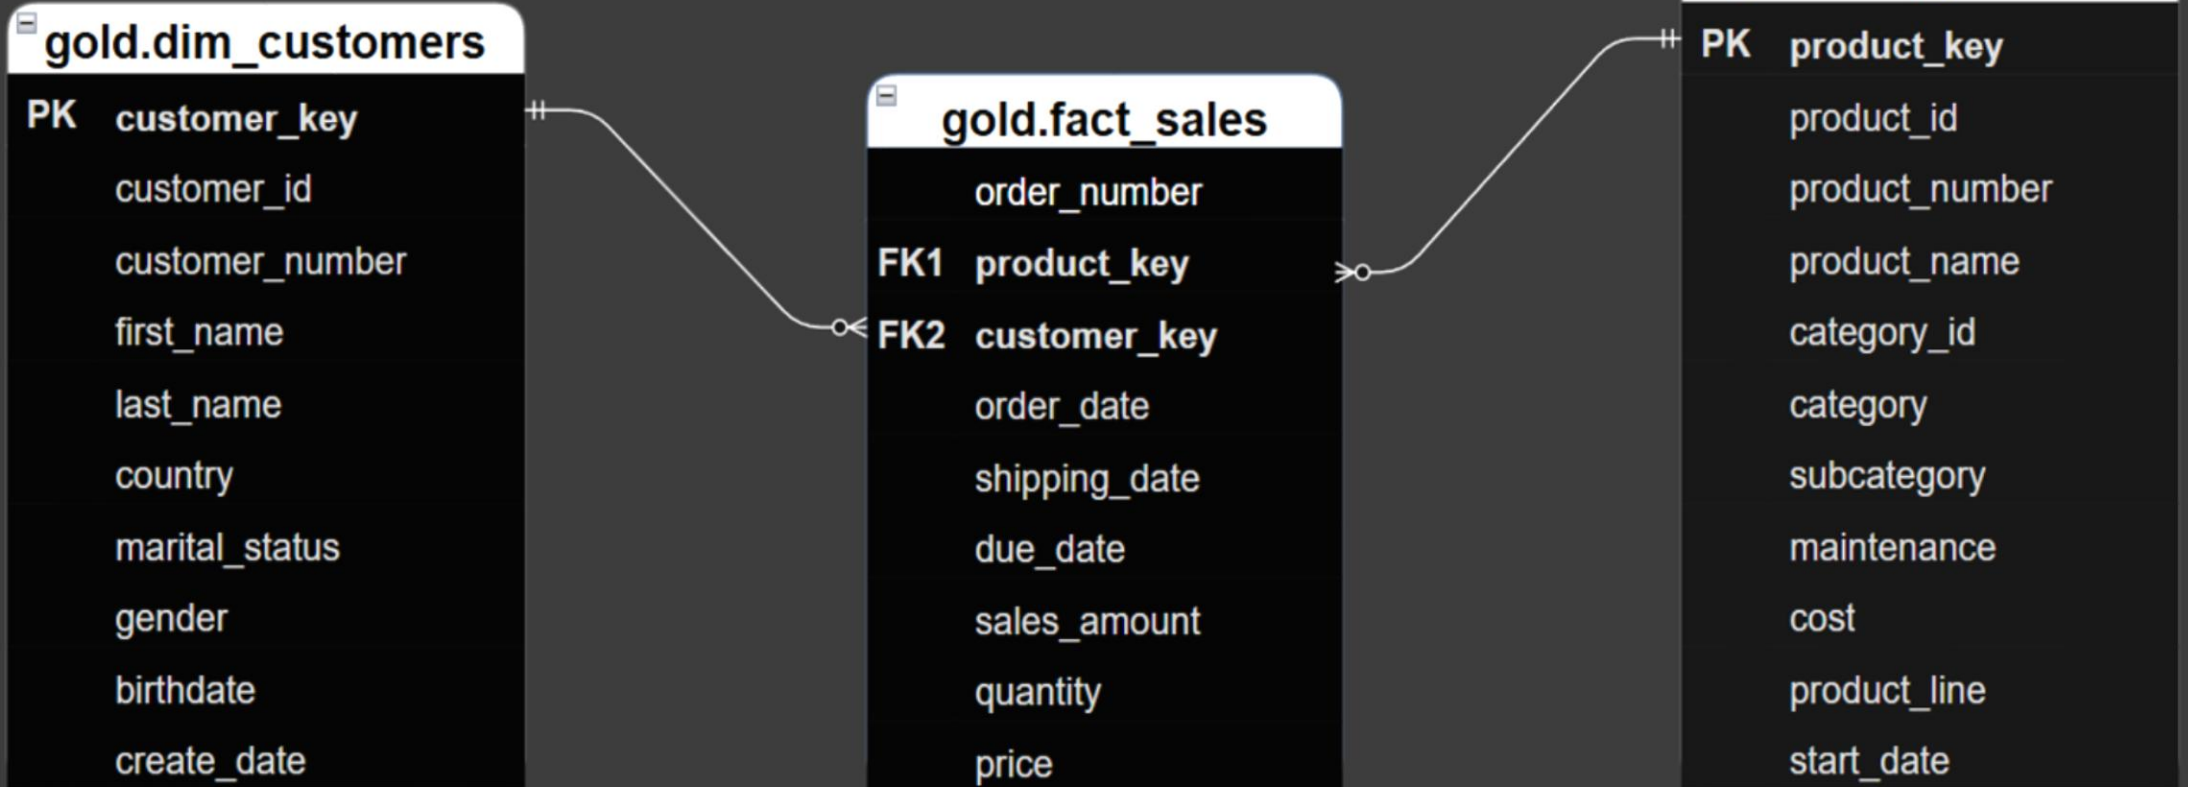 gold.dim_customers
PK customer_key
customer_id
customer_number
first_name
last_name
country
marital_status
gender
birthdate
create_date
gold.fact_sales
order_number
FK1 product_key
FK2 customer_key
order_date
shipping_date
due_date
sales_amount
quantity
price
PK product_key
product_id
product_number
product_name
category_id
category
subcategory
maintenance
cost
product_line
start_date